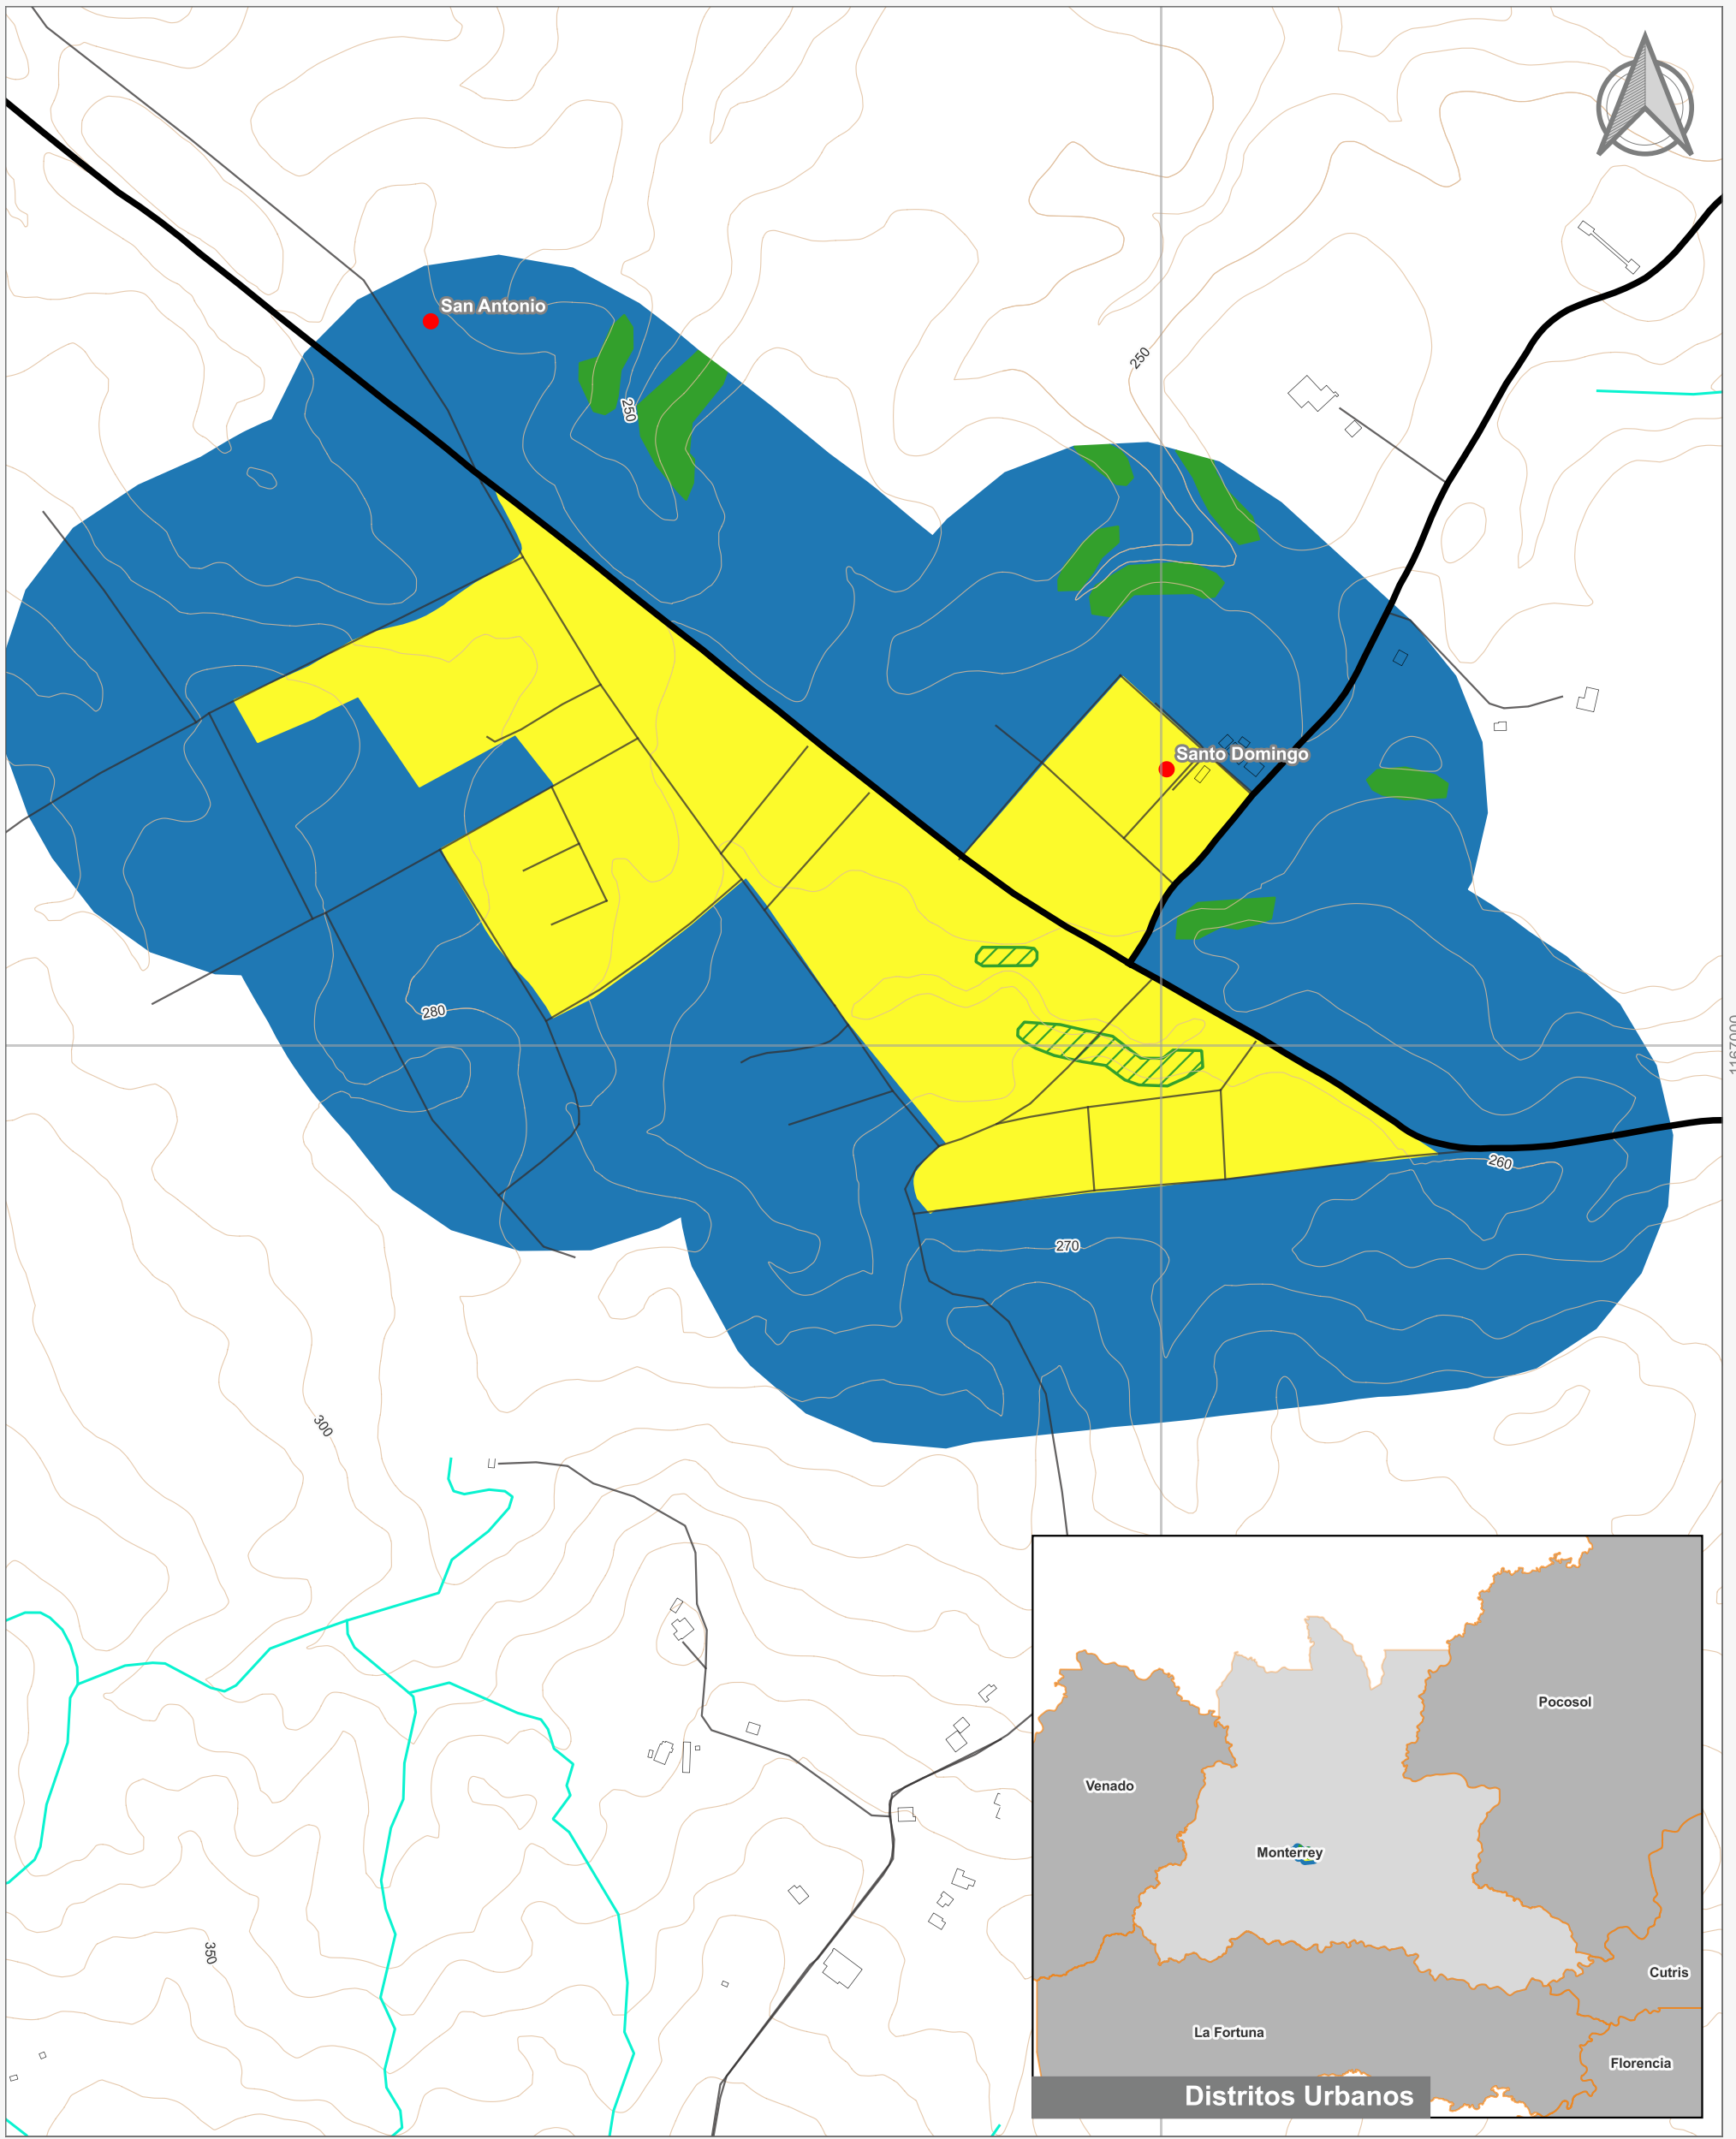 San Antonio
250
250
Santo Domingo
280
1167000
260
270
300
Pocosol
Venado
Monterrey
350
Cutris
La Fortuna
Florencia
Distritos Urbanos